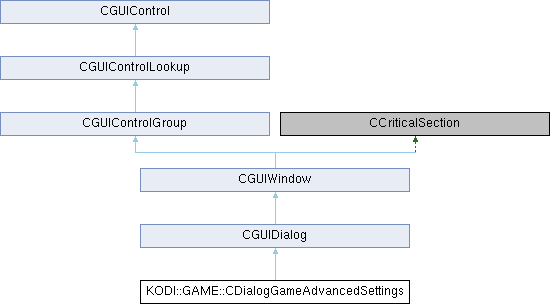 CGUIControl
CGUIControlLookup
CGUIControlGroup
CCriticalSection
CGUIWindow
CGUIDialog
KODI::GAME::CDialogGameAdvancedSettings